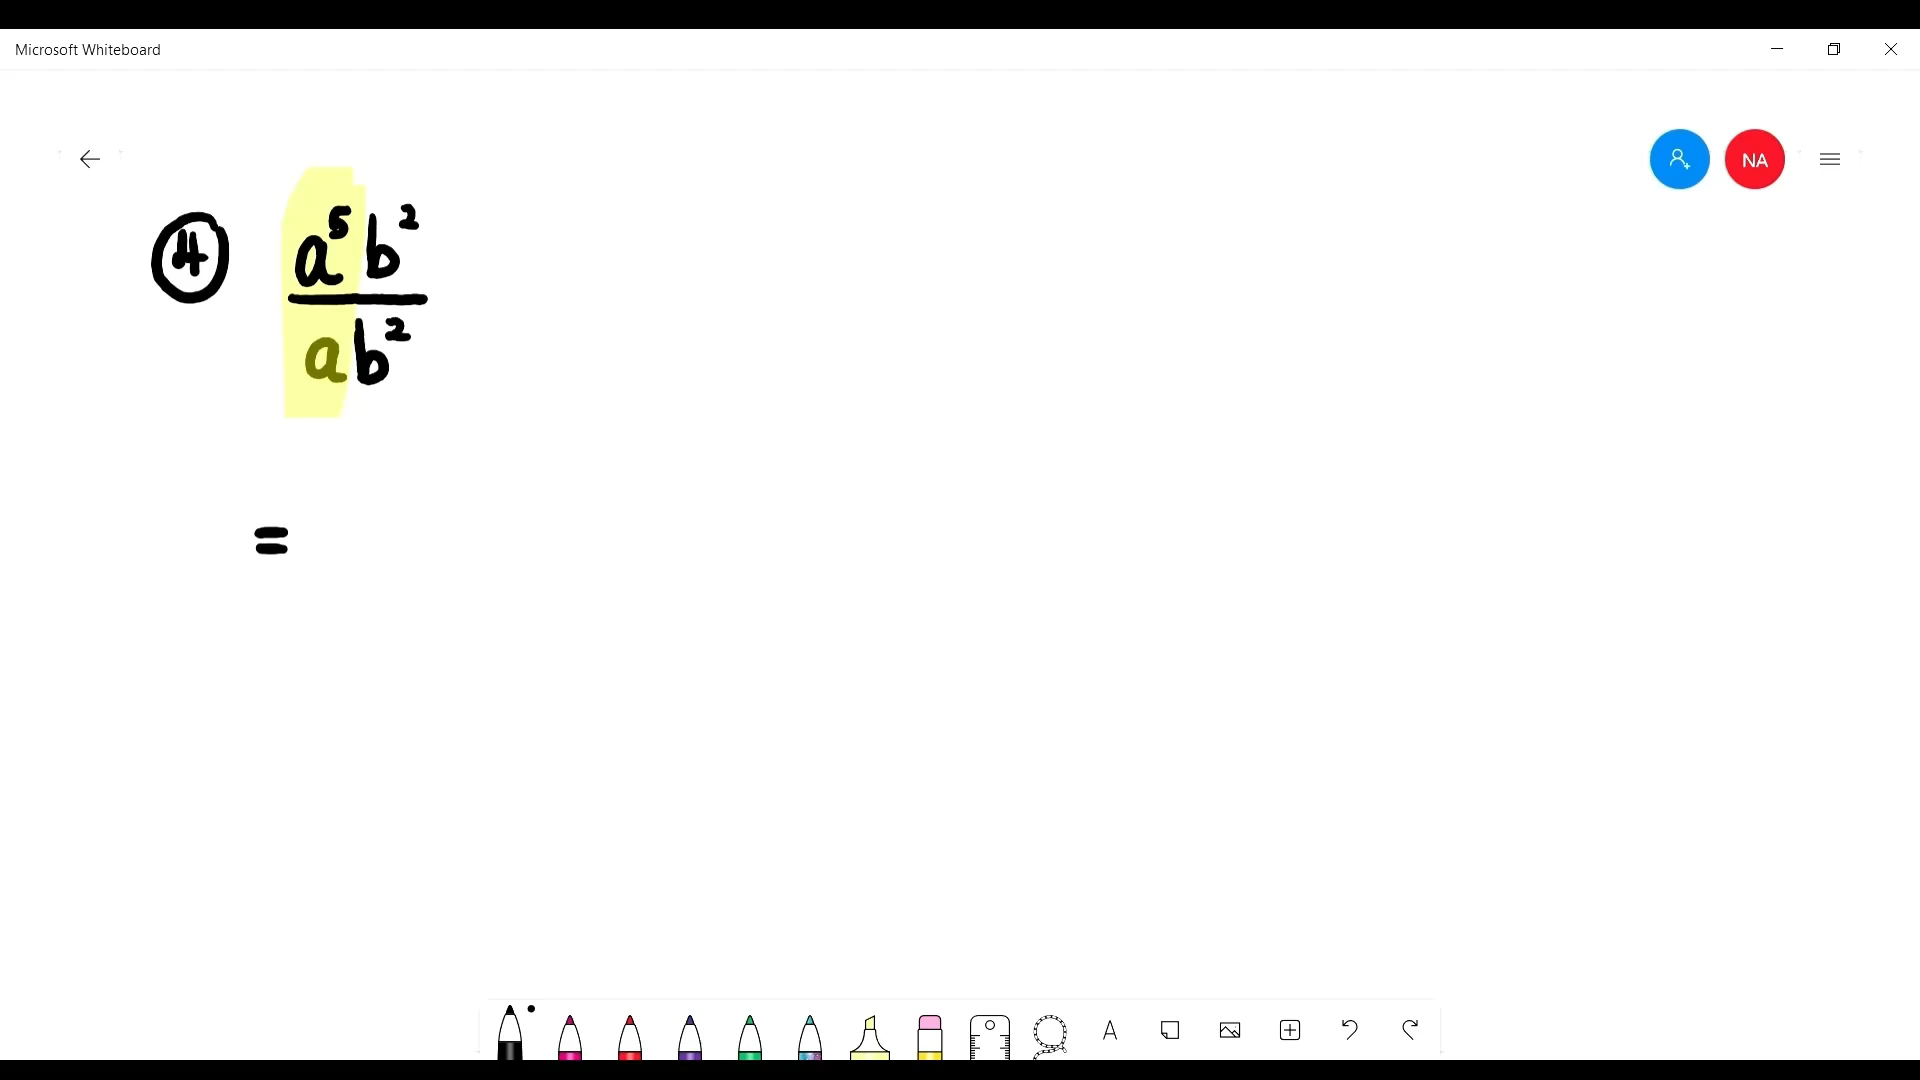 Microsoft Whiteboard
NA
④ a⁵b²
ab²
=
A